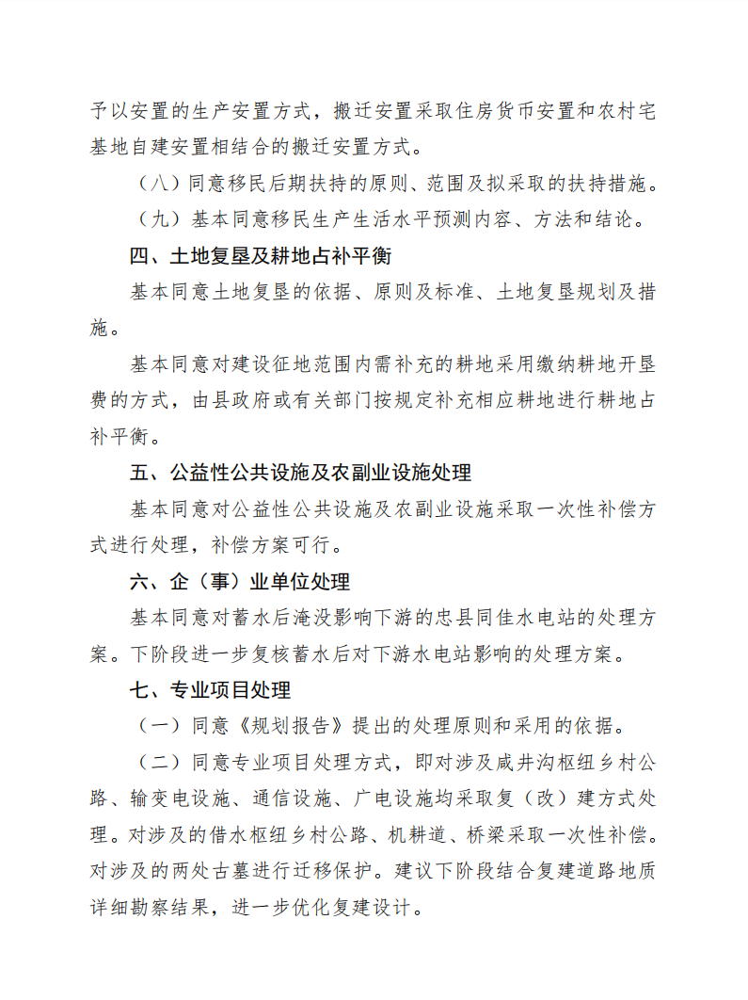 予以安置的生产安置方式，搬迁安置采取住房货币安置和农村宅
基地自建安置相结合的搬迁安置方式。
（八）同意移民后期扶持的原则、范围及拟采取的扶持措施。
（九）基本同意移民生产生活水平预测内容、方法和结论。
四、土地复垦及耕地占补平衡
基本同意土地复垦的依据、原则及标准、土地复垦规划及措
施。
基本同意对建设征地范围内需补充的耕地采用缴纳耕地开垦
费的方式，由县政府或有关部门按规定补充相应耕地进行耕地占
补平衡。
五、公益性公共设施及农副业设施处理
基本同意对公益性公共设施及农副业设施采取一次性补偿方
式进行处理，补偿方案可行。
六、企（事）业单位处理
基本同意对蓄水后淹没影响下游的忠县同佳水电站的处理方
案。下阶段进一步复核蓄水后对下游水电站影响的处理方案。
七、专业项目处理
（一）同意《规划报告》提出的处理原则和采用的依据。
（二）同意专业项目处理方式，即对涉及咸井沟枢纽乡村公
路、输变电设施、通信设施、广电设施均采取复（改）建方式处
理。对涉及的借水枢纽乡村公路、机耕道、桥梁采取一次性补偿。
对涉及的两处古墓进行迁移保护。建议下阶段结合复建道路地质
详细勘察结果，进一步优化复建设计。